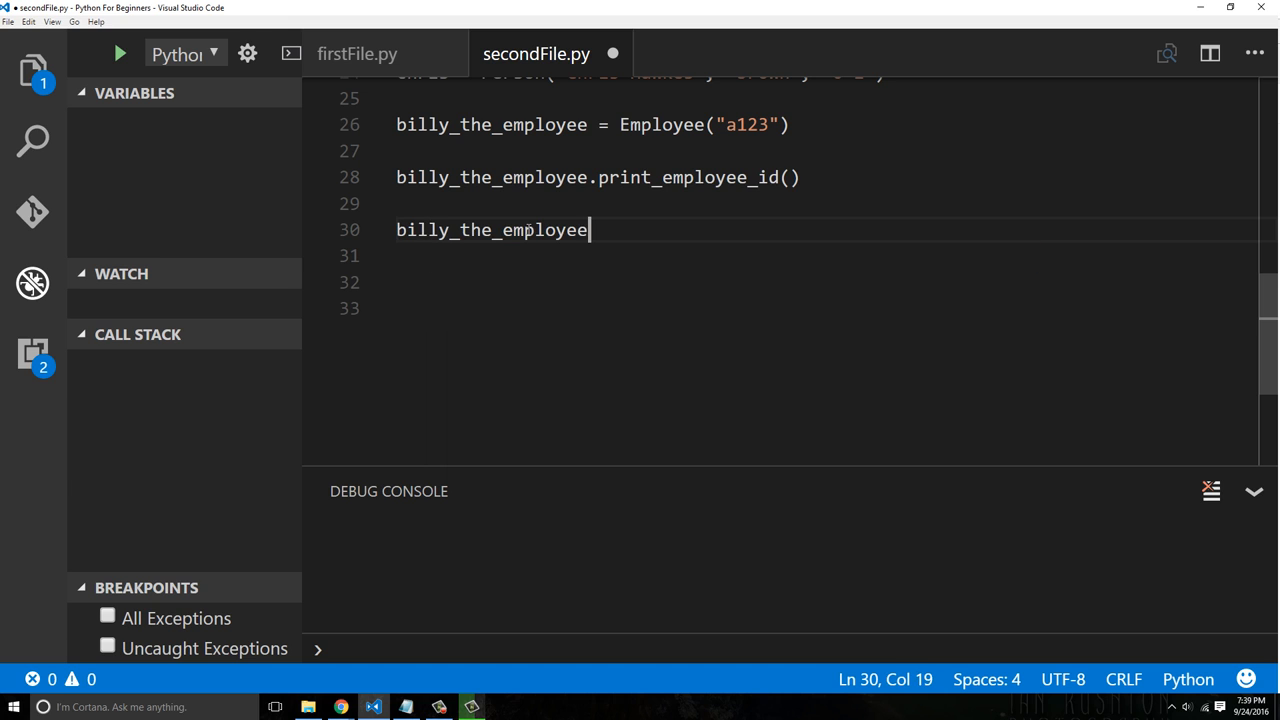 ● secondFile.py - Python For Beginners - Visual Studio Code
File Edit View Go Help
Python
firstFile.py
secondFile.py
1
VARIABLES
25
26 billy_the_employee = Employee("a123")
27
28 billy_the_employee.print_employee_id()
29
30 billy_the_employee
31
32
33
WATCH
CALL STACK
2
DEBUG CONSOLE
BREAKPOINTS
All Exceptions
Uncaught Exceptions
0 0
Ln 30, Col 19 Spaces: 4 UTF-8 CRLF Python
I'm Cortana. Ask me anything.
7:39 PM
9/24/2016